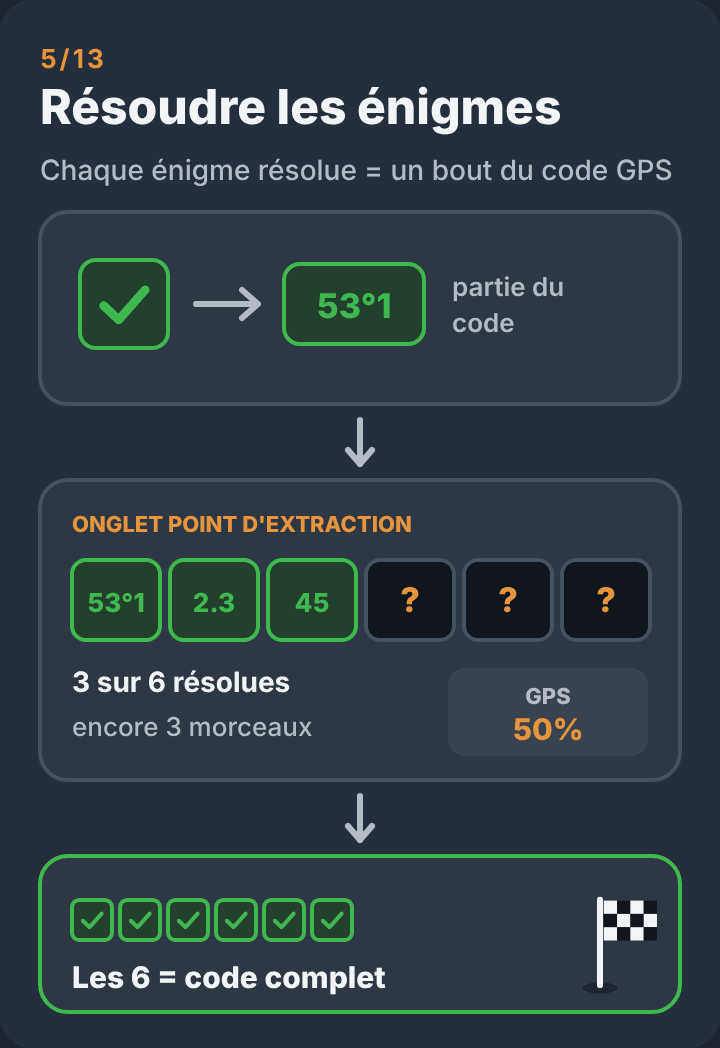 5/13
Résoudre les énigmes
Chaque énigme résolue = un bout du code GPS
53°1
partie du
code
ONGLET POINT D'EXTRACTION
53°1 2.3 45 ? ? ?
3 sur 6 résolues
encore 3 morceaux
GPS
50%
Les 6 = code complet